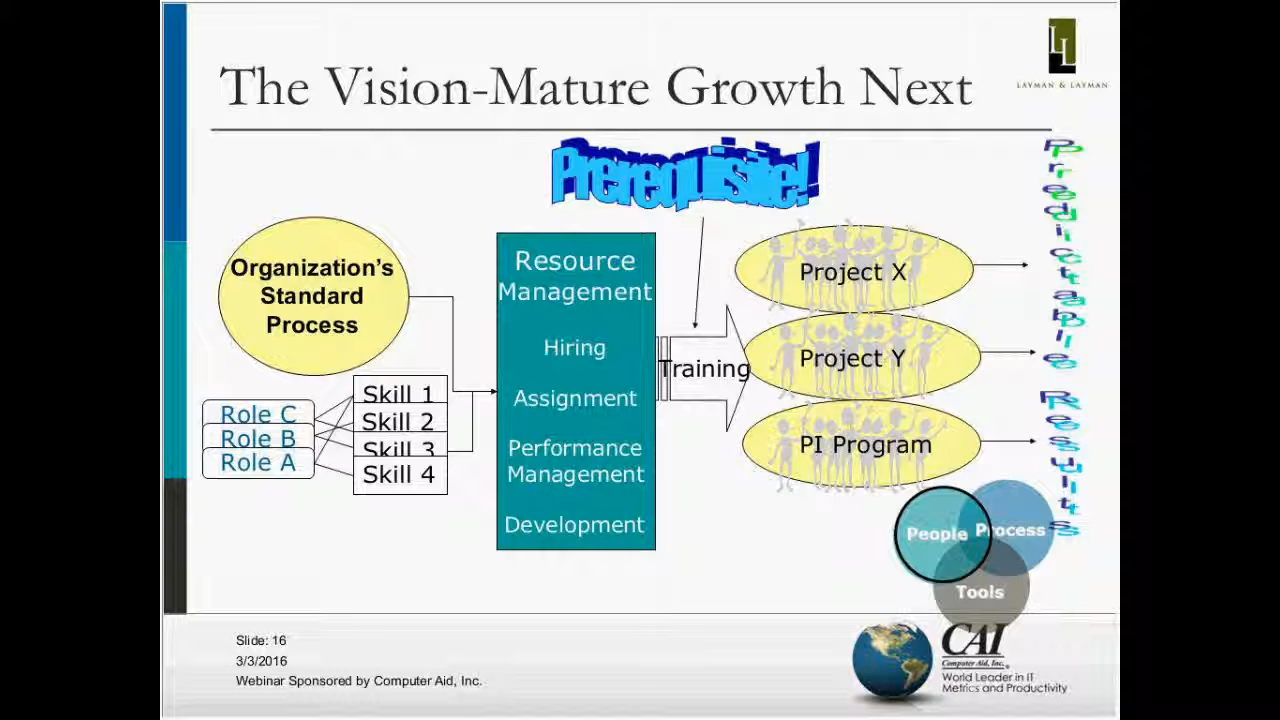 The Vision-Mature Growth Next
LL
LAYMAN & LAYMAN
Prerequisite!
Predictable
Results
Organization's
Standard
Process
Role C
Role B
Role A
Skill 1
Skill 2
Skill 3
Skill 4
Resource
Management
Hiring
Assignment
Performance
Management
Development
Training
Project X
Project Y
PI Program
People
Process
Tools
Slide: 16
3/3/2016
Webinar Sponsored by Computer Aid, Inc.
CAI
Computer Aid, Inc.
World Leader in IT
Metrics and Productivity